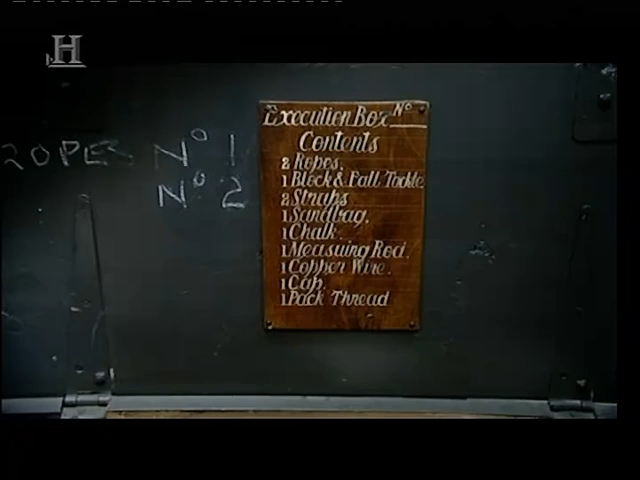 H
ROPES Nº 1
Nº 2
Execution Box Nº
Contents
2 Ropes.
1 Block & Fall Tackle
2 Straps
1 Sandbag.
1 Chalk.
1 Measuing Rod.
1 Copper Wire.
1 Cap.
1 Pack Thread